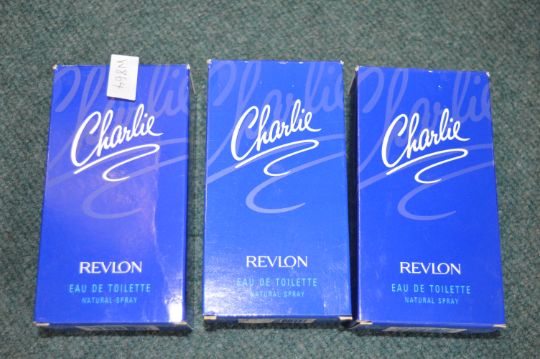 W864
Charlie
REVLON
EAU DE TOILETTE
NATURAL SPRAY
Charlie
REVLON
EAU DE TOILETTE
NATURAL SPRAY
Charlie
REVLON
EAU DE TOILETTE
NATURAL SPRAY